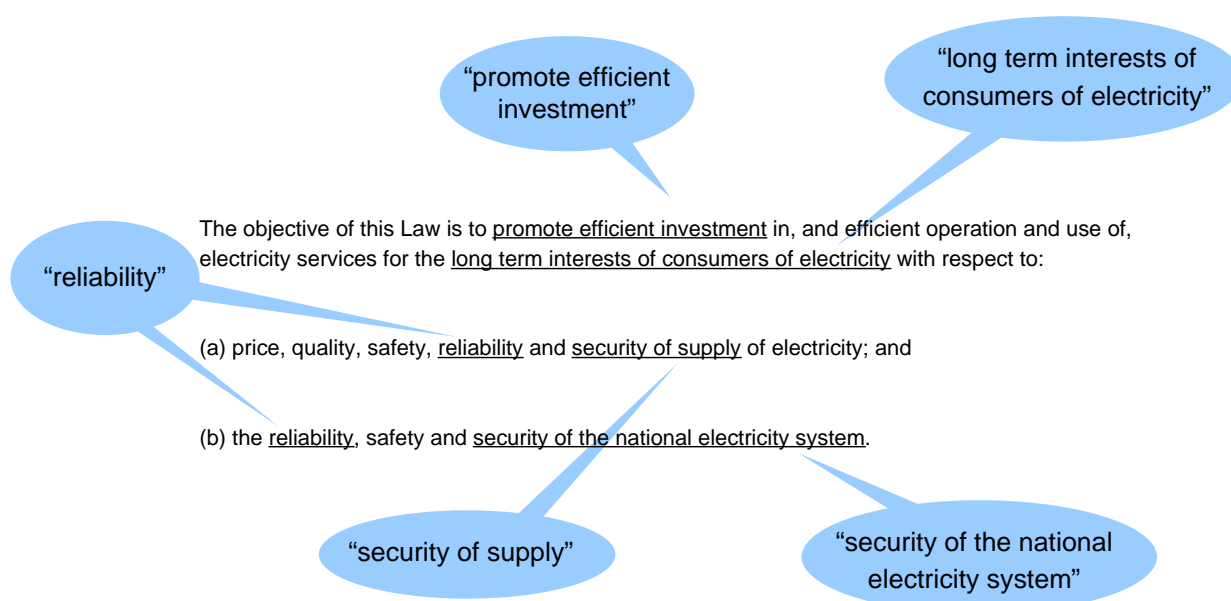 “promote efficient
investment”
“long term interests of
consumers of electricity”
The objective of this Law is to promote efficient investment in, and efficient operation and use of,
electricity services for the long term interests of consumers of electricity with respect to:
“reliability”
(a) price, quality, safety, reliability and security of supply of electricity; and
(b) the reliability, safety and security of the national electricity system.
“security of supply”
“security of the national
electricity system”